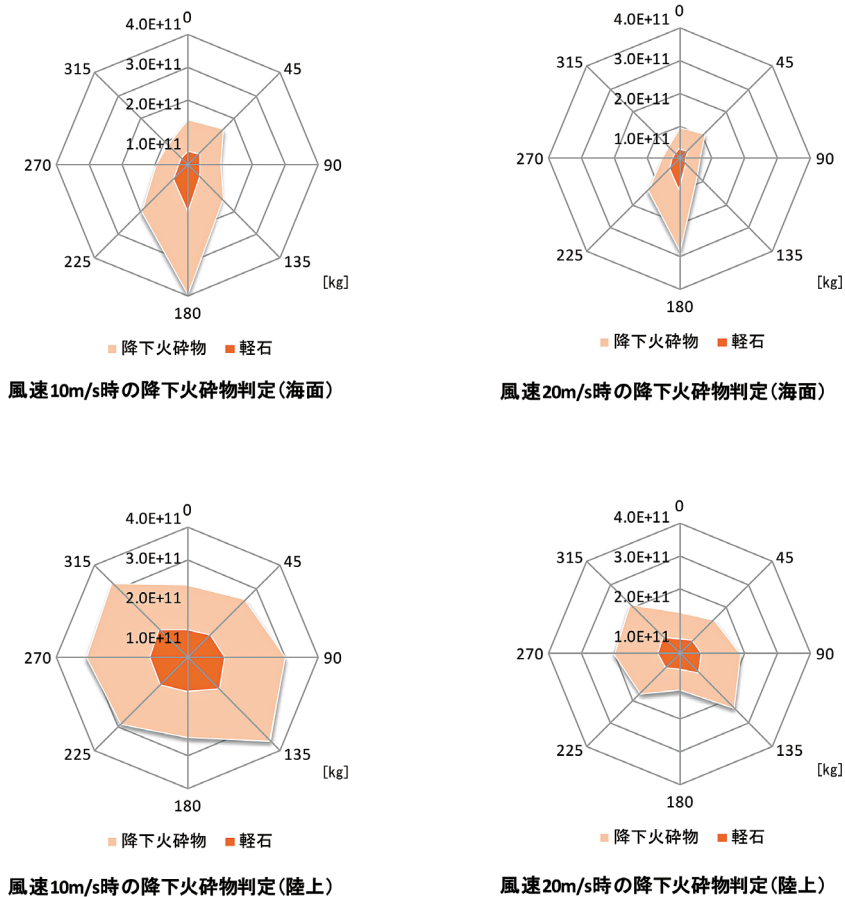 0
4.0E+11
3.0E+11
2.0E+11
1.0E+11
45
90
135
180
225
270
315
[kg]
降下火砕物 軽石
風速10m/s時の降下火砕物判定(海面)
0
4.0E+11
3.0E+11
2.0E+11
1.0E+11
45
90
135
180
225
270
315
[kg]
降下火砕物 軽石
風速20m/s時の降下火砕物判定(海面)
0
4.0E+11
3.0E+11
2.0E+11
1.0E+11
45
90
135
180
225
270
315
[kg]
降下火砕物 軽石
風速10m/s時の降下火砕物判定(陸上)
0
4.0E+11
3.0E+11
2.0E+11
1.0E+11
45
90
135
180
225
270
315
[kg]
降下火砕物 軽石
風速20m/s時の降下火砕物判定(陸上)